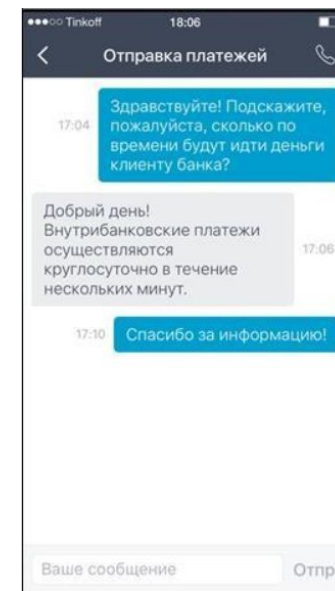 Tinkoff 18:06
Отправка платежей
Здравствуйте! Подскажите,
17:04 пожалуйста, сколько по
времени будут идти деньги
клиенту банка?
Добрый день!
Внутрибанковские платежи
осуществляются 17:06
круглосуточно в течение
нескольких минут.
17:10 Спасибо за информацию!
Ваше сообщение Отпр